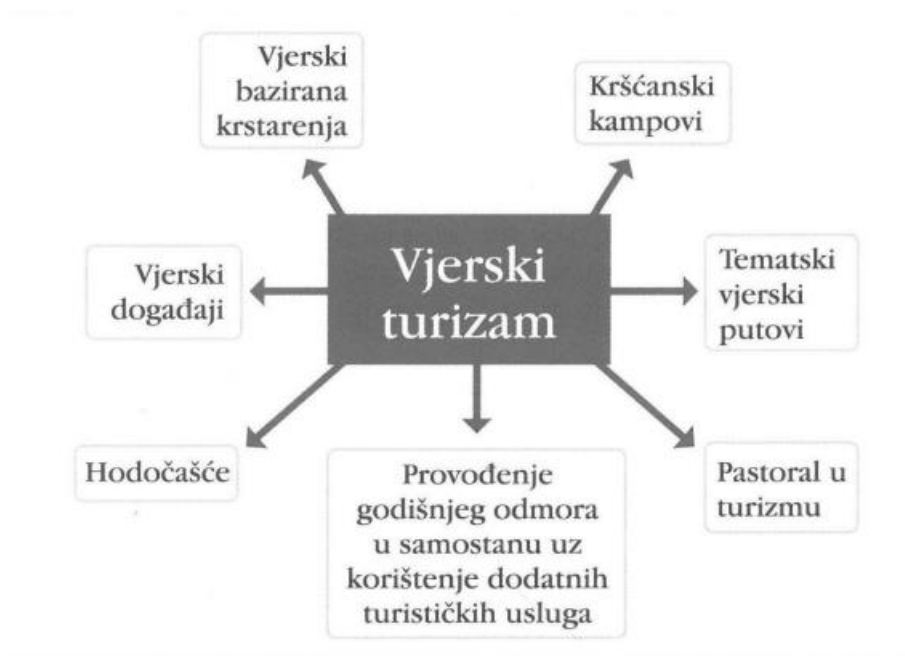 Vjerski
bazirana
krstarenja
Kršćanski
kampovi
Vjerski
turizam
Vjerski
događaji
Tematski
vjerski
putovi
Hodočašće
Provođenje
godišnjeg odmora
u samostanu uz
korištenje dodatnih
turističkih usluga
Pastoral u
turizmu